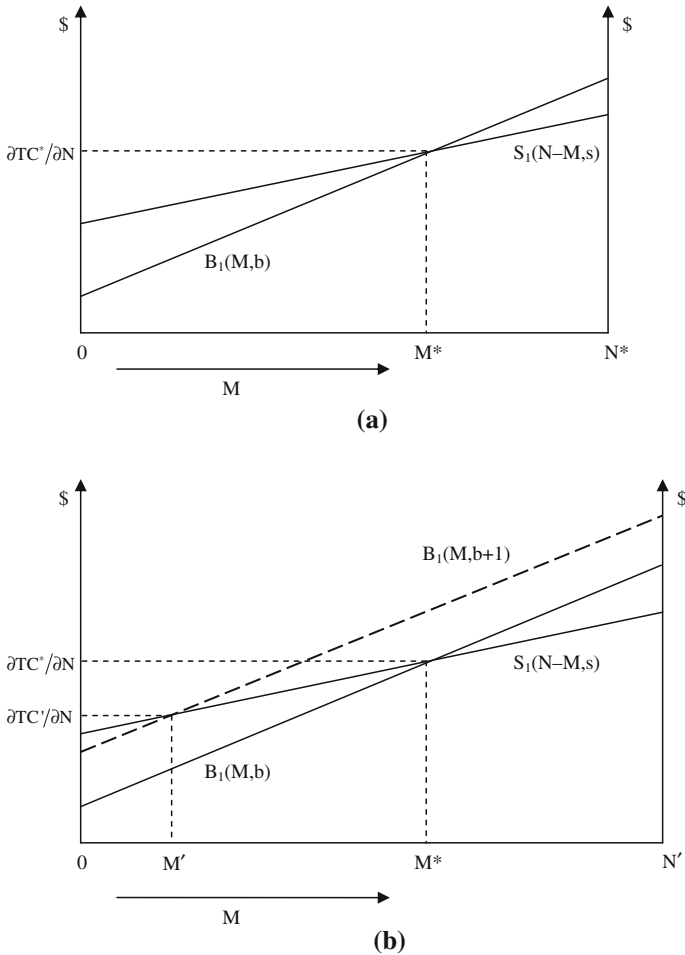 $ $
∂TC*/∂N
S₁(N–M,s)
B₁(M,b)
0 M* N*
M
(a)
$ $
B₁(M,b+1)
∂TC*/∂N
S₁(N–M,s)
∂TC'/∂N
B₁(M,b)
0 M′ M* N′
M
(b)